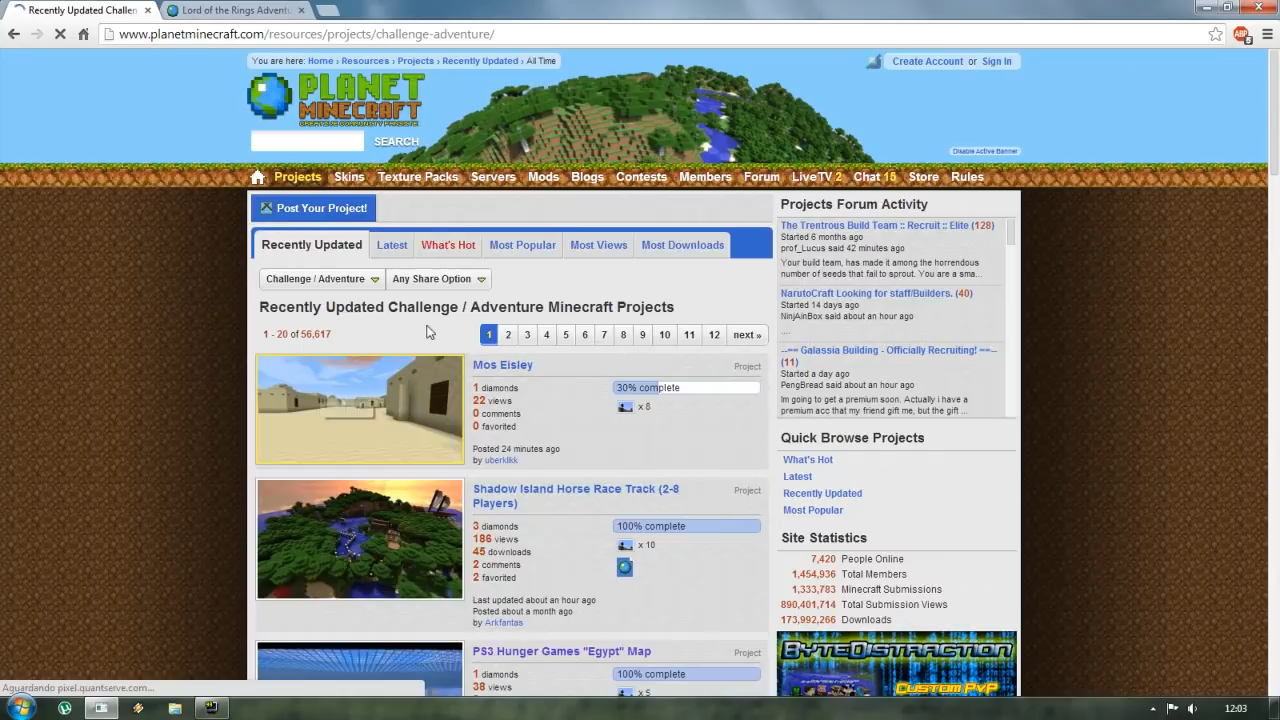 Recently Updated Challen
Lord of the Rings Adventu
www.planetminecraft.com/resources/projects/challenge-adventure/
You are here: Home › Resources › Projects › Recently Updated › All Time
Create Account or Sign In
PLANET
MINECRAFT
CREATIVE COMMUNITY PROJECTS
SEARCH
Disable Active Banner
Projects Skins Texture Packs Servers Mods Blogs Contests Members Forum LiveTV 2 Chat 15 Store Rules
Post Your Project!
Recently Updated Latest What's Hot Most Popular Most Views Most Downloads
Challenge / Adventure Any Share Option
Recently Updated Challenge / Adventure Minecraft Projects
1 - 20 of 56,617
1 2 3 4 5 6 7 8 9 10 11 12 next »
Mos Eisley
Project
1 diamonds
22 views
0 comments
0 favorited
30% complete
x 8
Posted 24 minutes ago
by uberklikk
Shadow Island Horse Race Track (2-8
Players)
Project
3 diamonds
186 views
45 downloads
2 comments
2 favorited
100% complete
x 10
Last updated about an hour ago
Posted about a month ago
by Arkfantas
PS3 Hunger Games "Egypt" Map
Project
1 diamonds
38 views
100% complete
x 5
Projects Forum Activity
The Trentrous Build Team :: Recruit :: Elite (128)
Started 6 months ago
prof_Lucus said 42 minutes ago
Your build team, has made it among the horrendous
number of seeds that fail to sprout. You are a sma...
NarutoCraft Looking for staff/Builders. (40)
Started 14 days ago
NinjAinBox said about an hour ago
....
--== Galassia Building - Officially Recruiting! ==--
(11)
Started a day ago
PengBread said about an hour ago
Im going to get a premium soon. Actually i have a
premium acc that my friend gift me, but the gift ...
Quick Browse Projects
What's Hot
Latest
Recently Updated
Most Popular
Site Statistics
7,420 People Online
1,454,936 Total Members
1,333,783 Minecraft Submissions
890,401,714 Total Submission Views
173,992,266 Downloads
BYTEDISTRACTION
CUSTOM PVP
Aguardando pixel.quantserve.com...
12:03